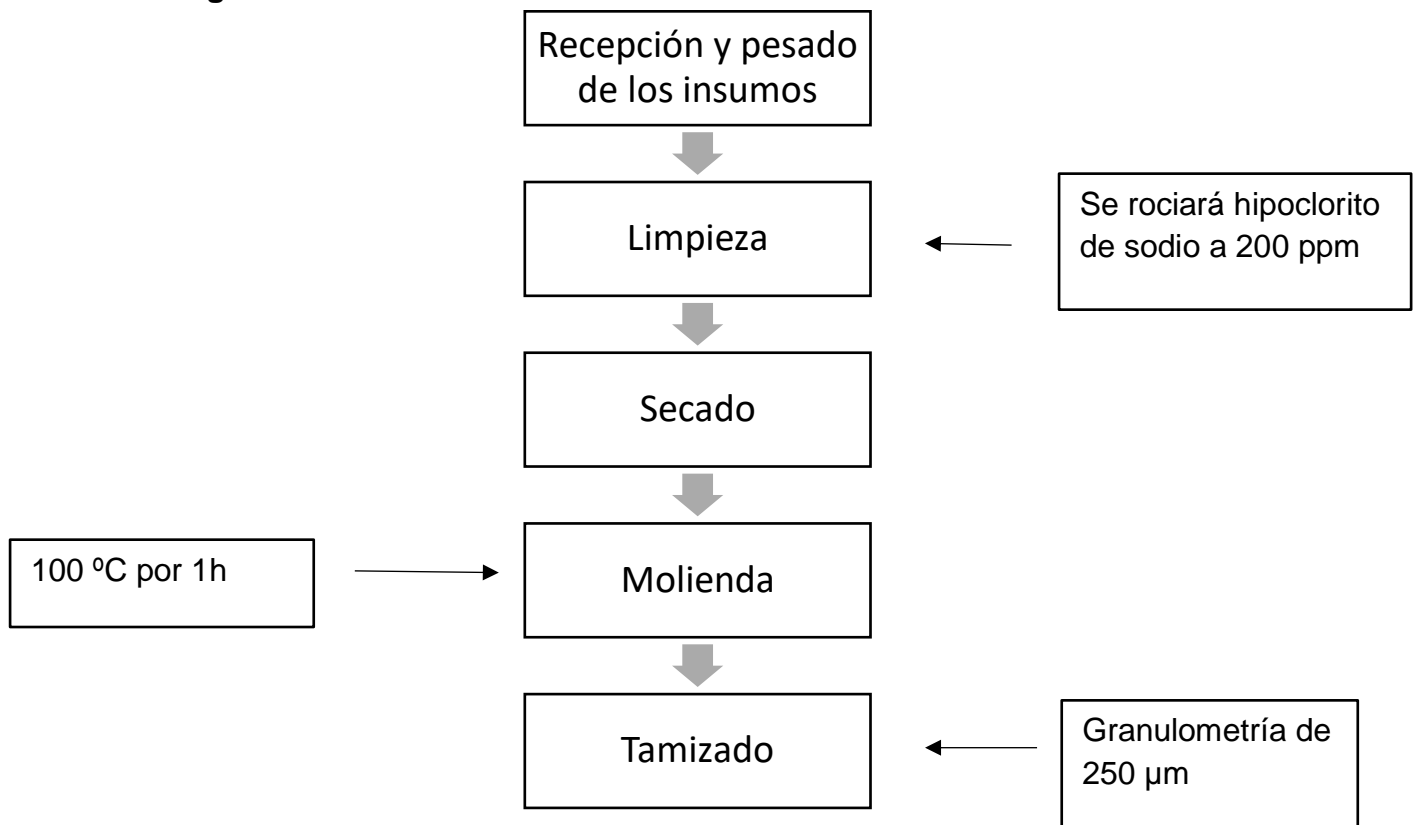 Recepción y pesado
de los insumos
Limpieza
Se rociará hipoclorito
de sodio a 200 ppm
Secado
100 ºC por 1h
Molienda
Tamizado
Granulometría de
250 µm